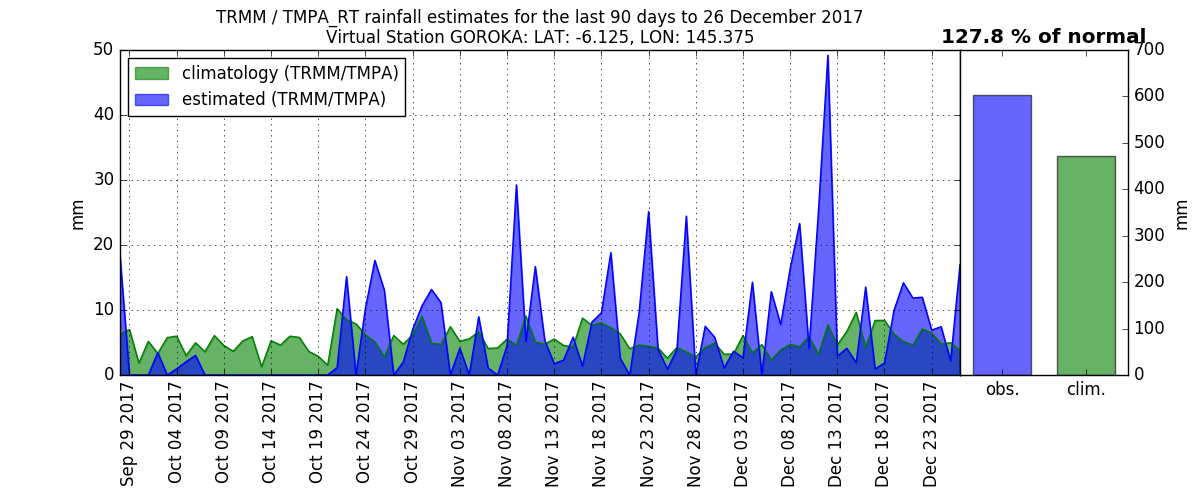 TRMM / TMPA_RT rainfall estimates for the last 90 days to 26 December 2017
Virtual Station GOROKA: LAT: -6.125, LON: 145.375
127.8 % of normal
climatology (TRMM/TMPA)
estimated (TRMM/TMPA)
50
40
30
20
10
0
mm
Sep 29 2017
Oct 04 2017
Oct 09 2017
Oct 14 2017
Oct 19 2017
Oct 24 2017
Oct 29 2017
Nov 03 2017
Nov 08 2017
Nov 13 2017
Nov 18 2017
Nov 23 2017
Nov 28 2017
Dec 03 2017
Dec 08 2017
Dec 13 2017
Dec 18 2017
Dec 23 2017
700
600
500
400
300
200
100
0
mm
obs.
clim.